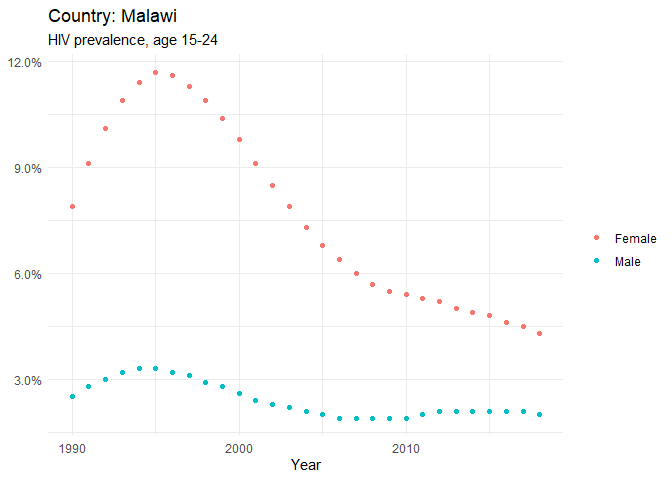 Country: Malawi
HIV prevalence, age 15-24
12.0%
9.0%
6.0%
3.0%
Female
Male
1990
2000
2010
Year